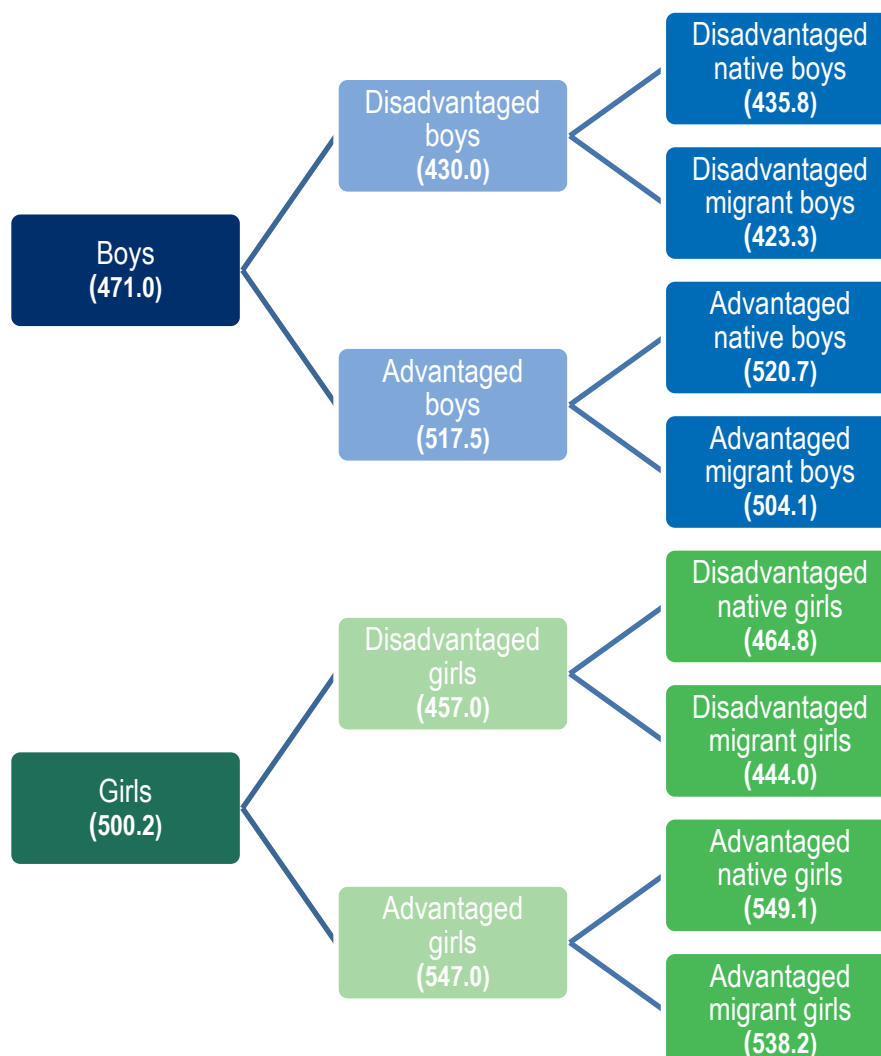 Disadvantaged
native boys
(435.8)
Disadvantaged
boys
(430.0)
Disadvantaged
migrant boys
(423.3)
Boys
(471.0)
Advantaged
native boys
(520.7)
Advantaged
boys
(517.5)
Advantaged
migrant boys
(504.1)
Disadvantaged
native girls
(464.8)
Disadvantaged
girls
(457.0)
Disadvantaged
migrant girls
(444.0)
Girls
(500.2)
Advantaged
native girls
(549.1)
Advantaged
girls
(547.0)
Advantaged
migrant girls
(538.2)